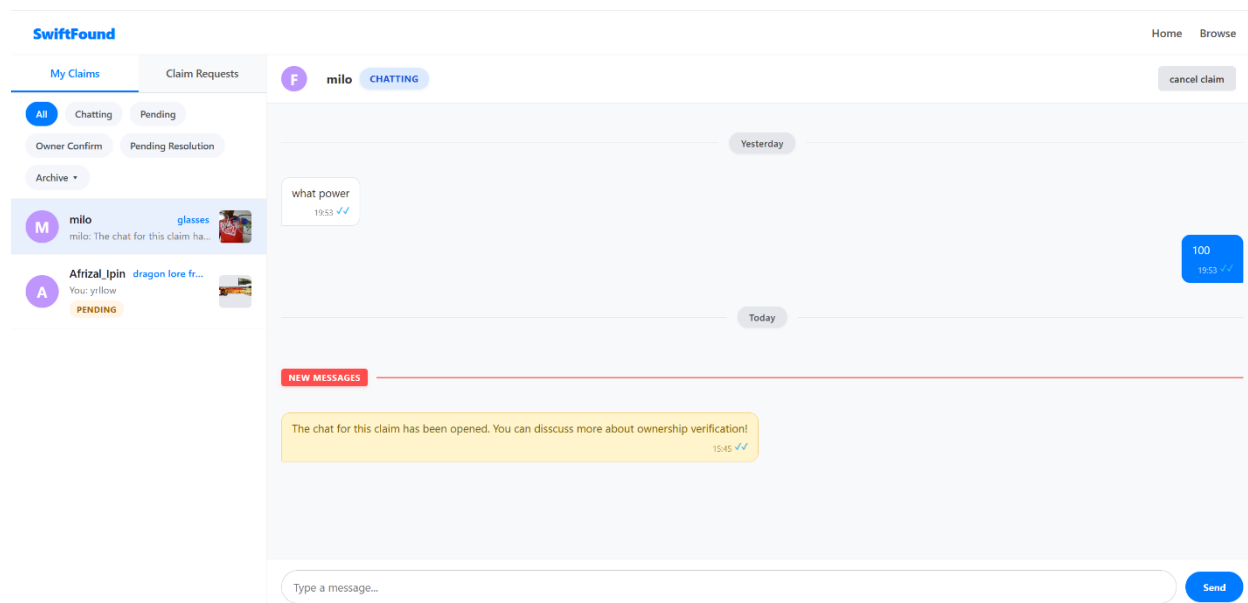 SwiftFound
Home Browse
My Claims Claim Requests
All Chatting Pending
Owner Confirm Pending Resolution
Archive ▾
M
milo glasses
milo: The chat for this claim ha...
A
Afrizal_Ipin dragon lore fr...
You: yrllow
PENDING
F milo CHATTING cancel claim
Yesterday
what power
19:53
100
19:53
Today
NEW MESSAGES
The chat for this claim has been opened. You can disscuss more about ownership verification!
15:45
Type a message... Send